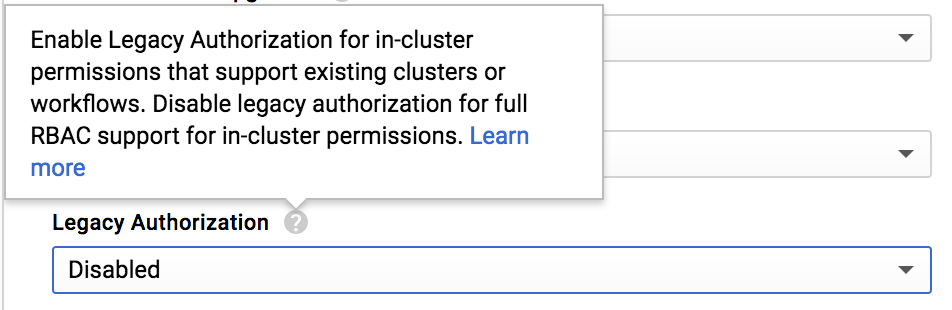 Enable Legacy Authorization for in-cluster
permissions that support existing clusters or
workflows. Disable legacy authorization for full
RBAC support for in-cluster permissions. Learn
more
Legacy Authorization ?
Disabled